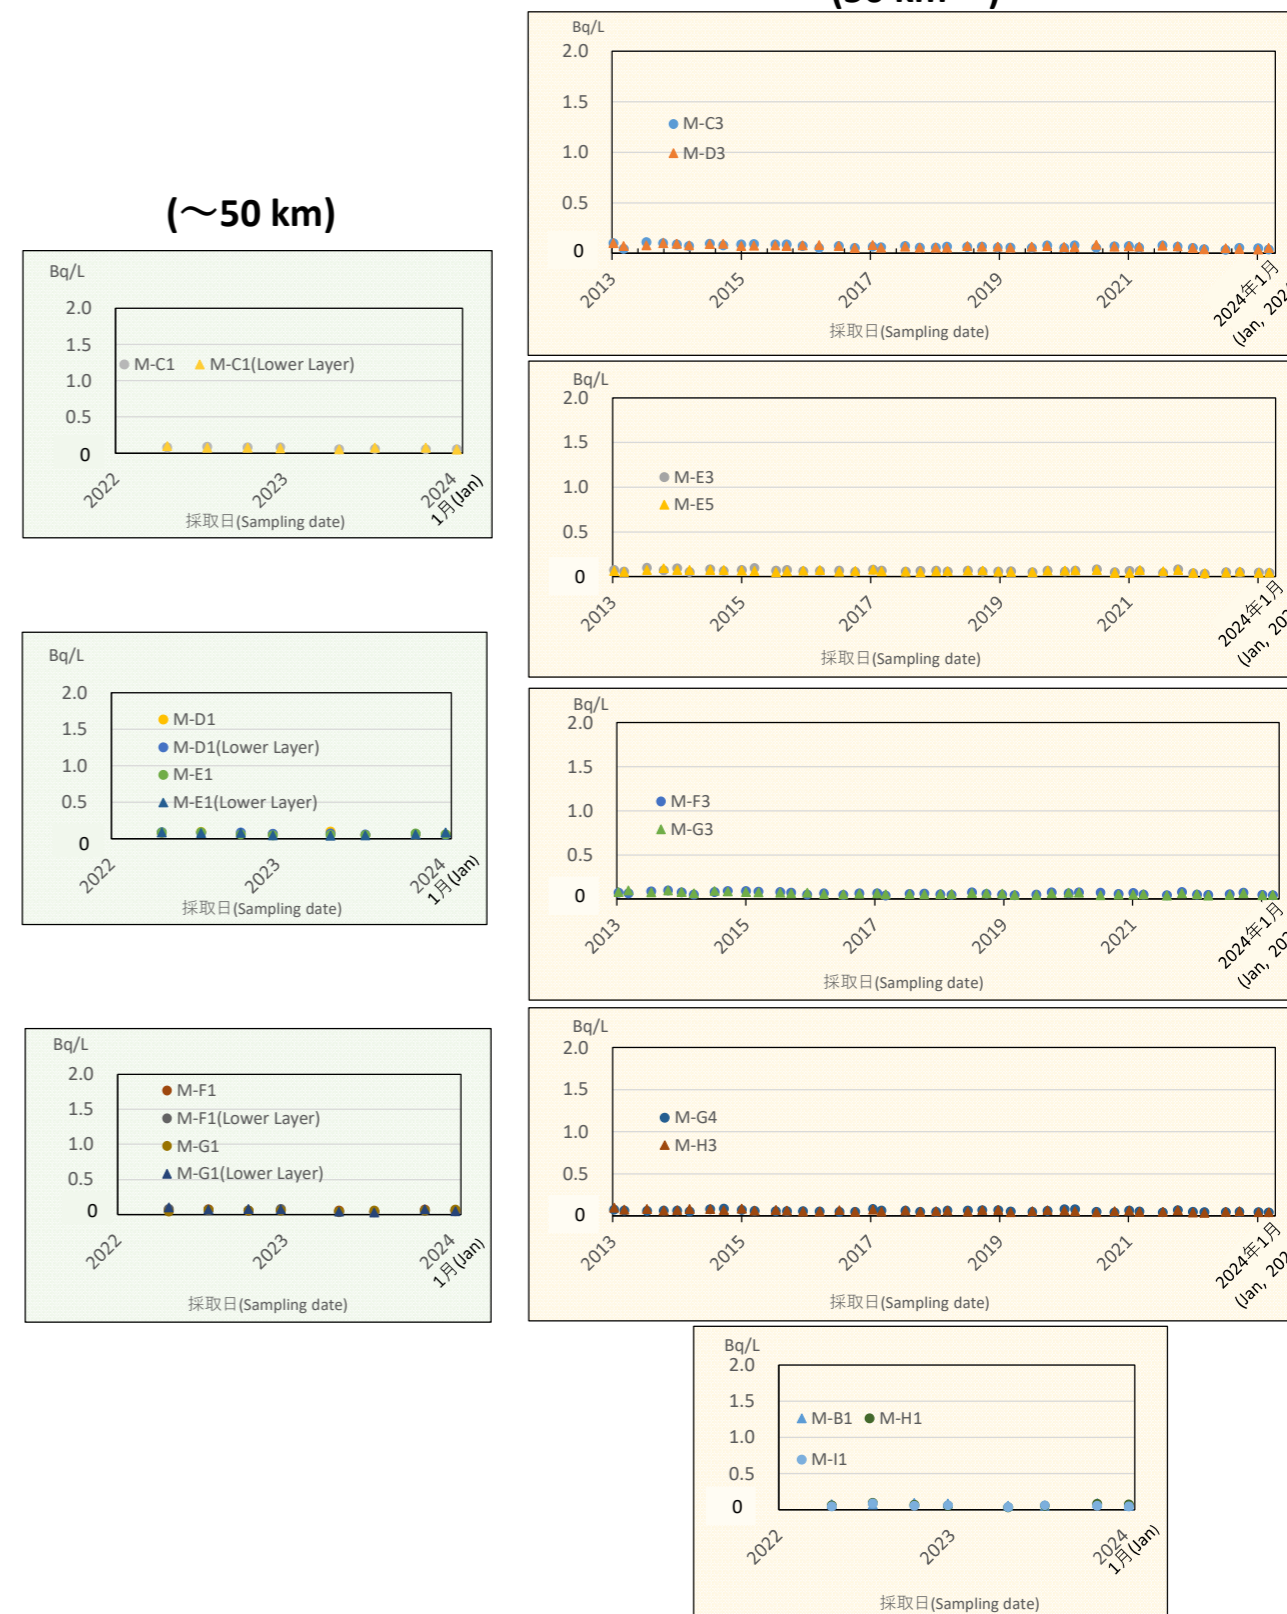 (～50 km)
Bq/L
2.0
1.5
1.0
0.5
0
M-C1 M-C1(Lower Layer)
2022 2023 2024
1月(Jan)
採取日(Sampling date)
Bq/L
2.0
1.5
1.0
0.5
0
M-D1
M-D1(Lower Layer)
M-E1
M-E1(Lower Layer)
2022 2023 2024
1月(Jan)
採取日(Sampling date)
Bq/L
2.0
1.5
1.0
0.5
0
M-F1
M-F1(Lower Layer)
M-G1
M-G1(Lower Layer)
2022 2023 2024
1月(Jan)
採取日(Sampling date)
Bq/L
2.0
1.5
1.0
0.5
0
M-C3
M-D3
2013 2015 2017 2019 2021 2024年1月
(Jan, 2024
採取日(Sampling date)
Bq/L
2.0
1.5
1.0
0.5
0
M-E3
M-E5
2013 2015 2017 2019 2021 2024年1月
(Jan, 202
採取日(Sampling date)
Bq/L
2.0
1.5
1.0
0.5
0
M-F3
M-G3
2013 2015 2017 2019 2021 2024年1月
(Jan, 202
採取日(Sampling date)
Bq/L
2.0
1.5
1.0
0.5
0
M-G4
M-H3
2013 2015 2017 2019 2021 2024年1月
(Jan, 202
採取日(Sampling date)
Bq/L
2.0
1.5
1.0
0.5
0
M-B1 M-H1
M-I1
2022 2023 2024
1月(Jan)
採取日(Sampling date)